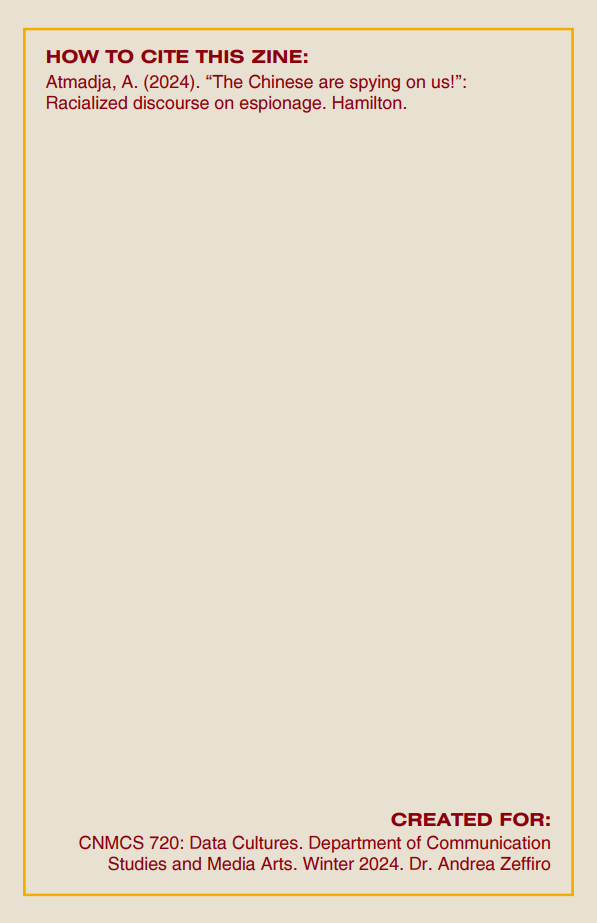 HOW TO CITE THIS ZINE:
Atmadja, A. (2024). “The Chinese are spying on us!”:
Racialized discourse on espionage. Hamilton.
CREATED FOR:
CNMCS 720: Data Cultures. Department of Communication
Studies and Media Arts. Winter 2024. Dr. Andrea Zeffiro